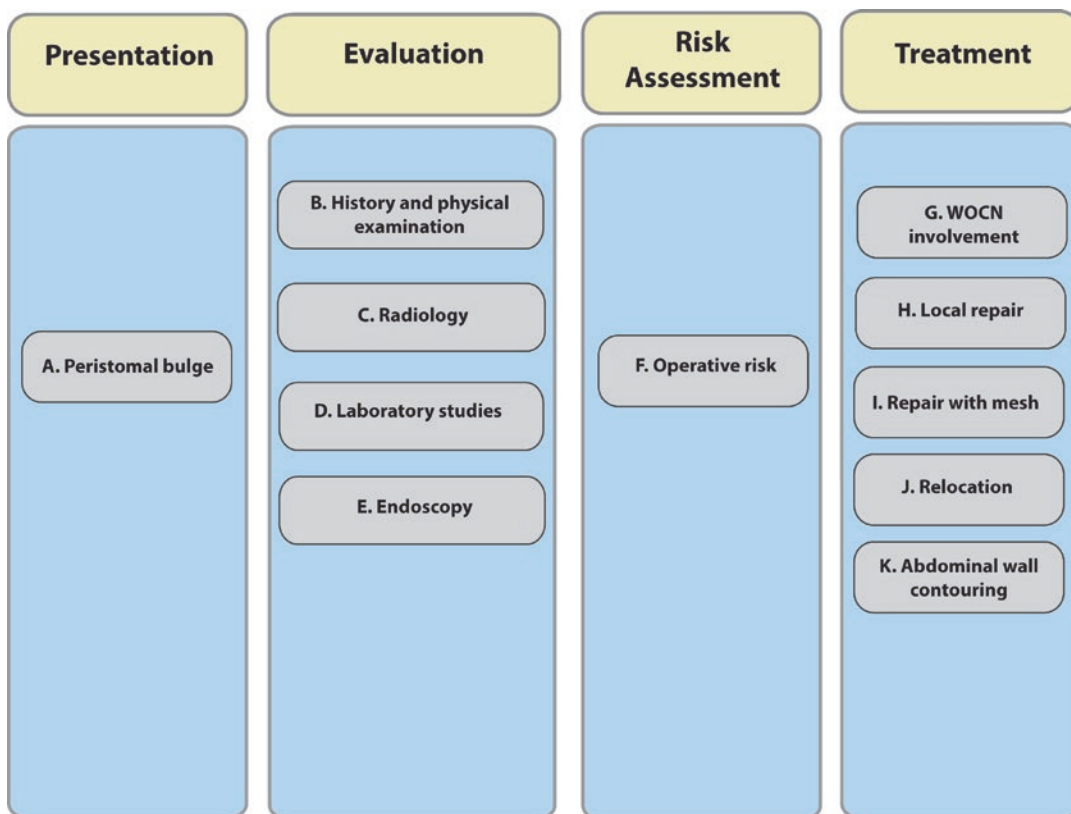 Presentation
Evaluation
Risk
Assessment
Treatment
A. Peristomal bulge
B. History and physical
examination
C. Radiology
D. Laboratory studies
E. Endoscopy
F. Operative risk
G. WOCN
involvement
H. Local repair
I. Repair with mesh
J. Relocation
K. Abdominal wall
contouring